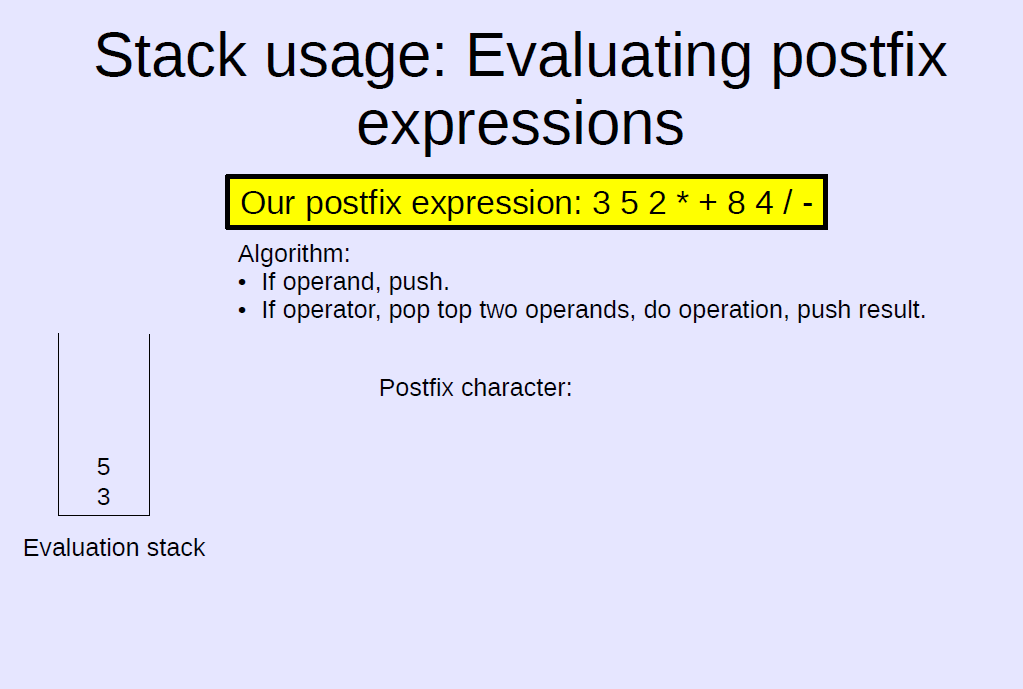 Stack usage: Evaluating postfix
expressions
Our postfix expression: 3 5 2 * + 8 4 / -
Algorithm:
• If operand, push.
• If operator, pop top two operands, do operation, push result.
Postfix character:
5
3
Evaluation stack